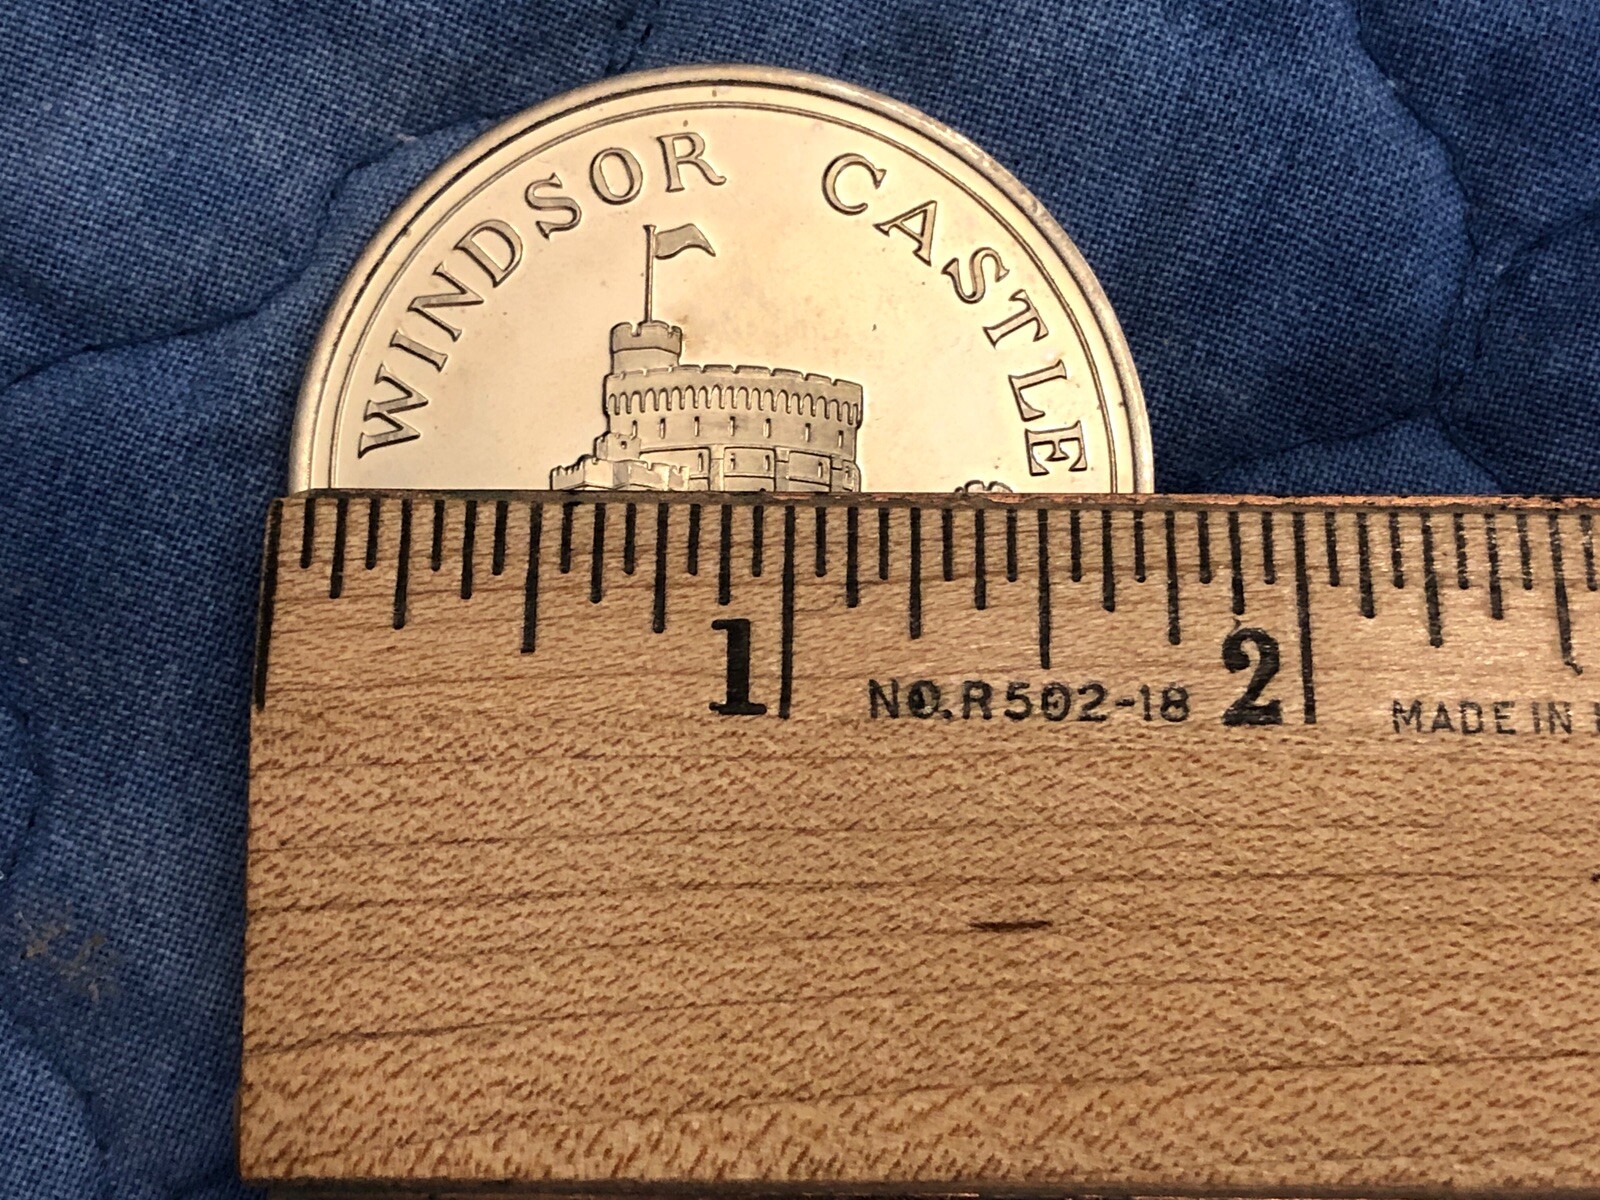 WINDSOR CASTLE
1 2
NO.R502-18 MADE IN